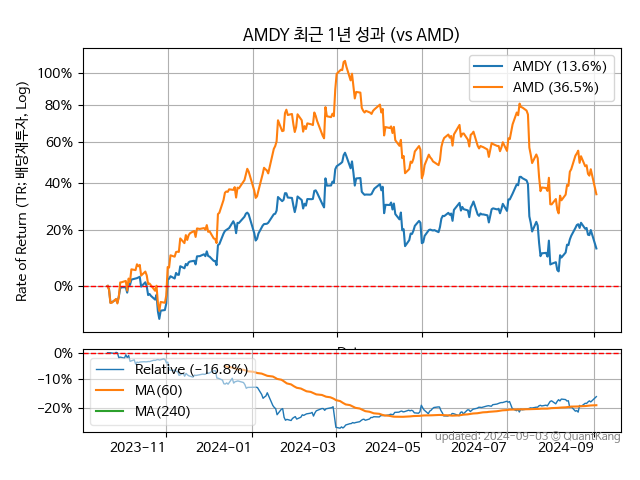 AMDY 최근 1년 성과 (vs AMD)
Rate of Return (TR: 배당재투자, Log)
100%
80%
60%
40%
20%
0%
AMDY (13.6%)
AMD (36.5%)
0%
−10%
−20%
Relative (−16.8%)
MA(60)
MA(240)
2023−11
2024−01
2024−03
2024−05
2024−07
2024−09
updated: 2024−09−03 © QuantKang